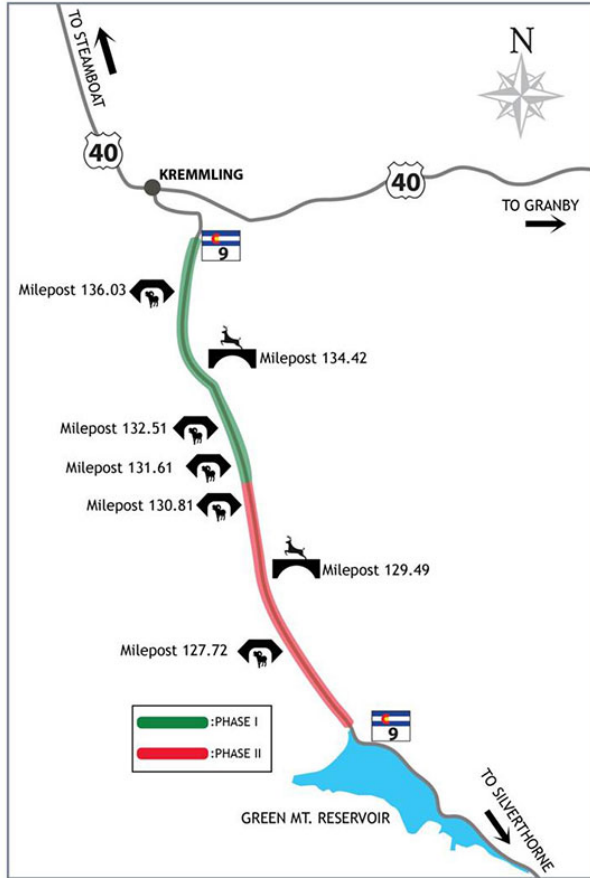 TO STEAMBOAT
N
40
KREMMLING
40
TO GRANBY
9
Milepost 136.03
Milepost 134.42
Milepost 132.51
Milepost 131.61
Milepost 130.81
Milepost 129.49
Milepost 127.72
:PHASE I
:PHASE II
9
GREEN MT. RESERVOIR
TO SILVERTHORNE